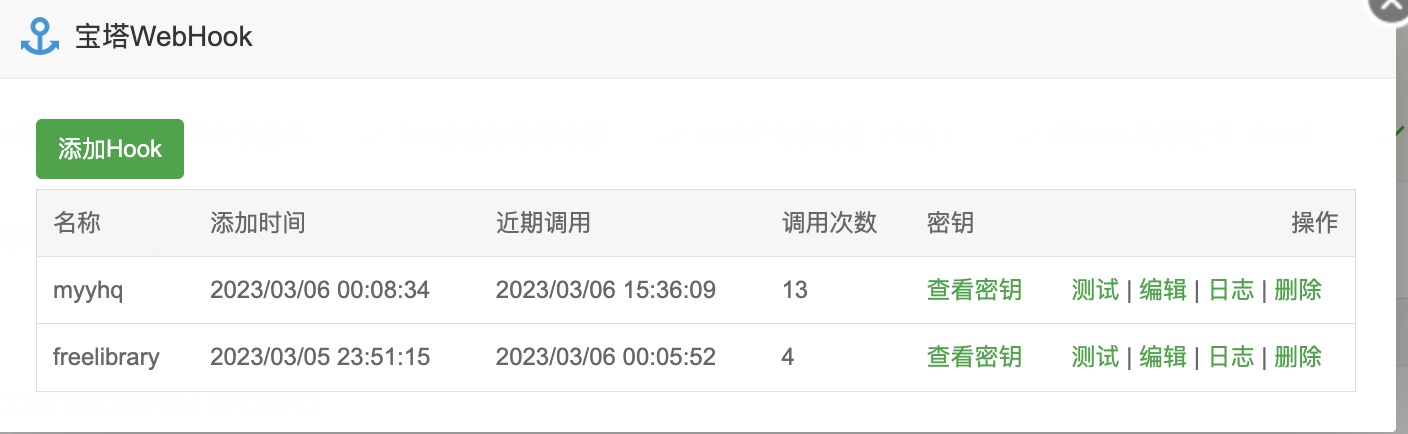 宝塔WebHook
添加Hook
名称 添加时间 近期调用 调用次数 密钥 操作
myyhq 2023/03/06 00:08:34 2023/03/06 15:36:09 13 查看密钥 测试 | 编辑 | 日志 | 删除
freelibrary 2023/03/05 23:51:15 2023/03/06 00:05:52 4 查看密钥 测试 | 编辑 | 日志 | 删除